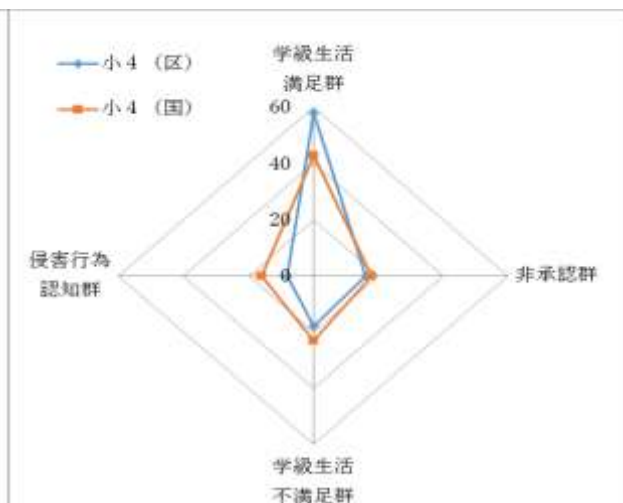 小４（区）
小４（国）
学級生活
満足群
60
40
20
0
侵害行為
認知群
非承認群
学級生活
不満足群